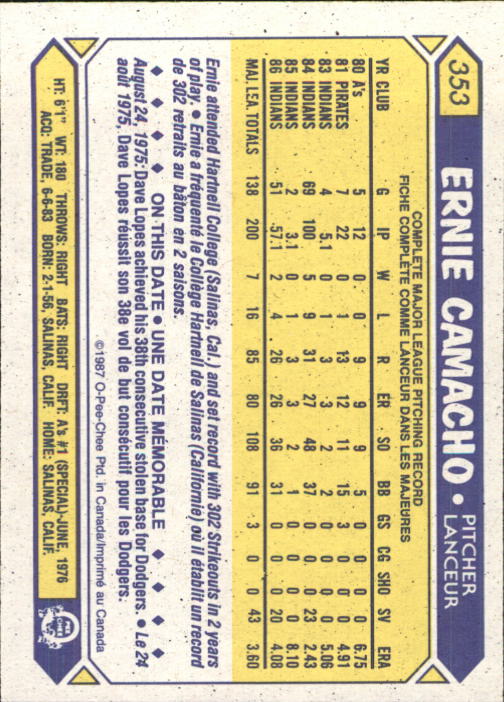 353
ERNIE CAMACHO • PITCHER LANCEUR
COMPLETE MAJOR LEAGUE PITCHING RECORD
FICHE COMPLÈTE COMME LANCEUR DANS LES MAJEURES
YR CLUB G IP W L R ER SO BB GS CG SHO SV ERA
80 A's 5 12 0 0 9 9 9 5 0 0 0 0 6.75
81 PIRATES 7 22 0 1 13 12 11 15 3 0 0 0 4.91
83 INDIANS 4 5.1 0 1 3 3 2 2 0 0 0 0 5.06
84 INDIANS 69 100 5 9 31 27 48 37 0 0 0 23 2.43
85 INDIANS 2 3.1 0 1 3 3 2 1 0 0 0 0 8.10
86 INDIANS 51 57.1 2 4 26 26 36 31 0 0 0 20 4.08
MAJ. LEA. TOTALS 138 200 7 16 85 80 108 91 3 0 0 43 3.60
Ernie attended Hartnell College (Salinas, Cal.) and set record with 302 Strikeouts in 2 years
of play. • Ernie a fréquenté le Collège Hartnell de Salinas (Californie) où il établit un record
de 302 retraits au bâton en 2 saisons.
♦ ♦ ♦ ♦ ON THIS DATE • UNE DATE MÉMORABLE ♦ ♦ ♦ ♦
August 24, 1975: Dave Lopes achieved his 38th consecutive stolen base for Dodgers. • Le 24
août 1975, Dave Lopes réussit son 38e vol de but consécutif pour les Dodgers.
©1987 O-Pee-Chee Ptd. in Canada/Imprimé au Canada
HT: 6'1" WT: 180 THROWS: RIGHT BATS: RIGHT DRFT: A's #1 (SPECIAL)-JUNE, 1976
ACQ: TRADE, 6-6-83 BORN: 2-1-56, SALINAS, CALIF. HOME: SALINAS, CALIF.
O
PEE
CHEE